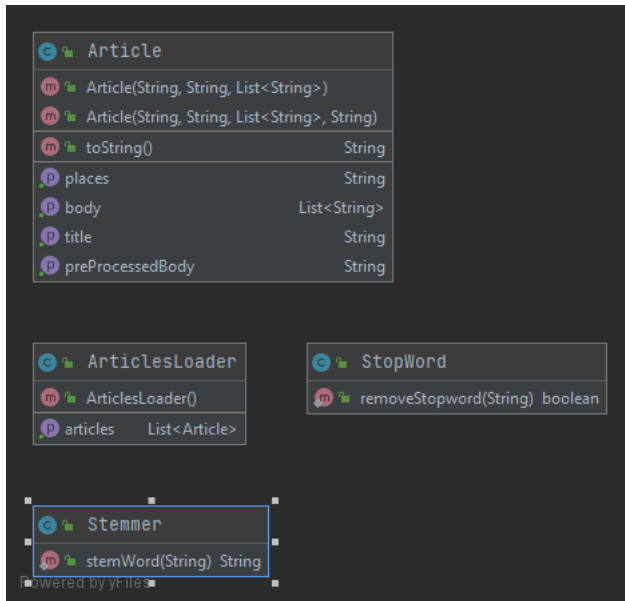 Article
Article(String, String, List<String>)
Article(String, String, List<String>, String)
toString() String
places String
body List<String>
title String
preProcessedBody String
ArticlesLoader
ArticlesLoader()
articles List<Article>
StopWord
removeStopword(String) boolean
Stemmer
stemWord(String) String
Powered by yFiles